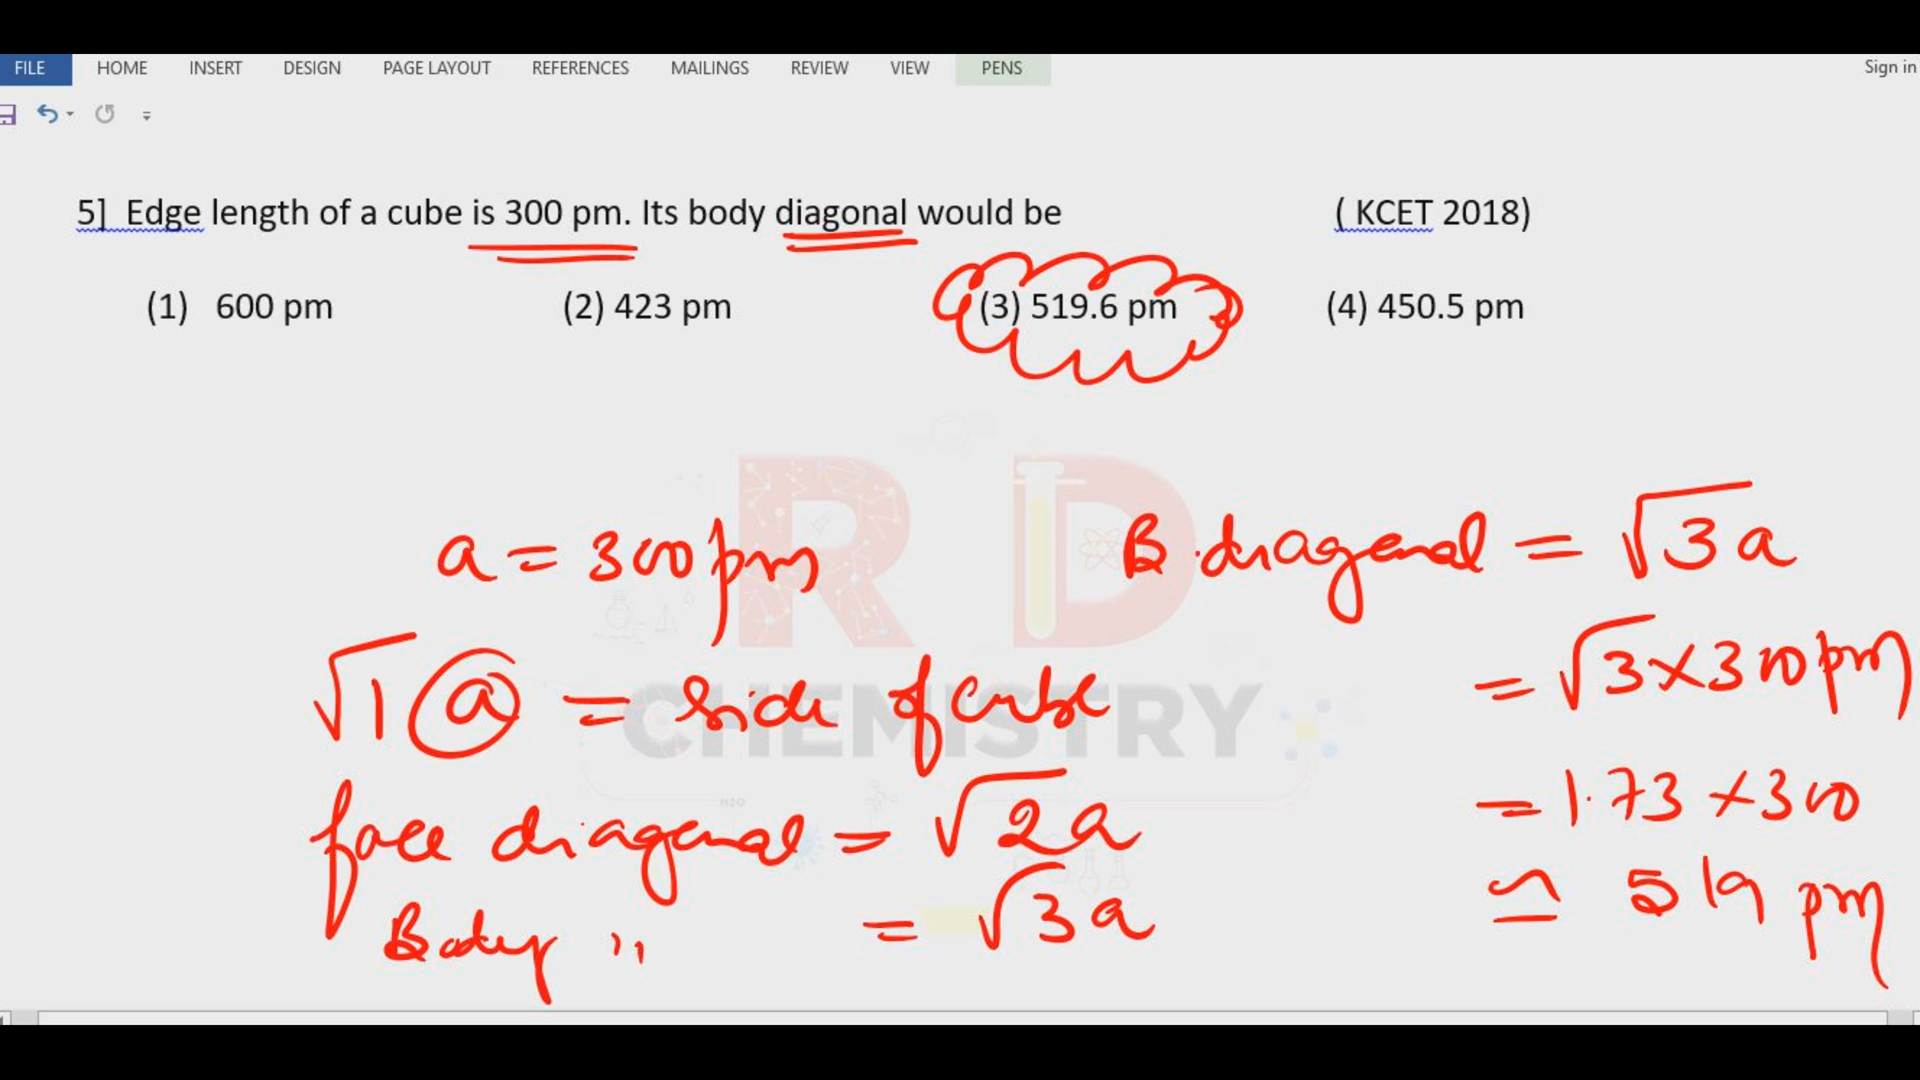 FILE HOME INSERT DESIGN PAGE LAYOUT REFERENCES MAILINGS REVIEW VIEW PENS Sign in
5] Edge length of a cube is 300 pm. Its body diagonal would be ( KCET 2018)
(1) 600 pm (2) 423 pm (3) 519.6 pm (4) 450.5 pm
R D
CHEMISTRY
H2O
a = 300 pm
√1 a = side of cube
face diagonal = √2 a
Body " = √3 a
B. diagonal = √3 a
= √3 × 300 pm
= 1.73 × 300
≃ 519 pm